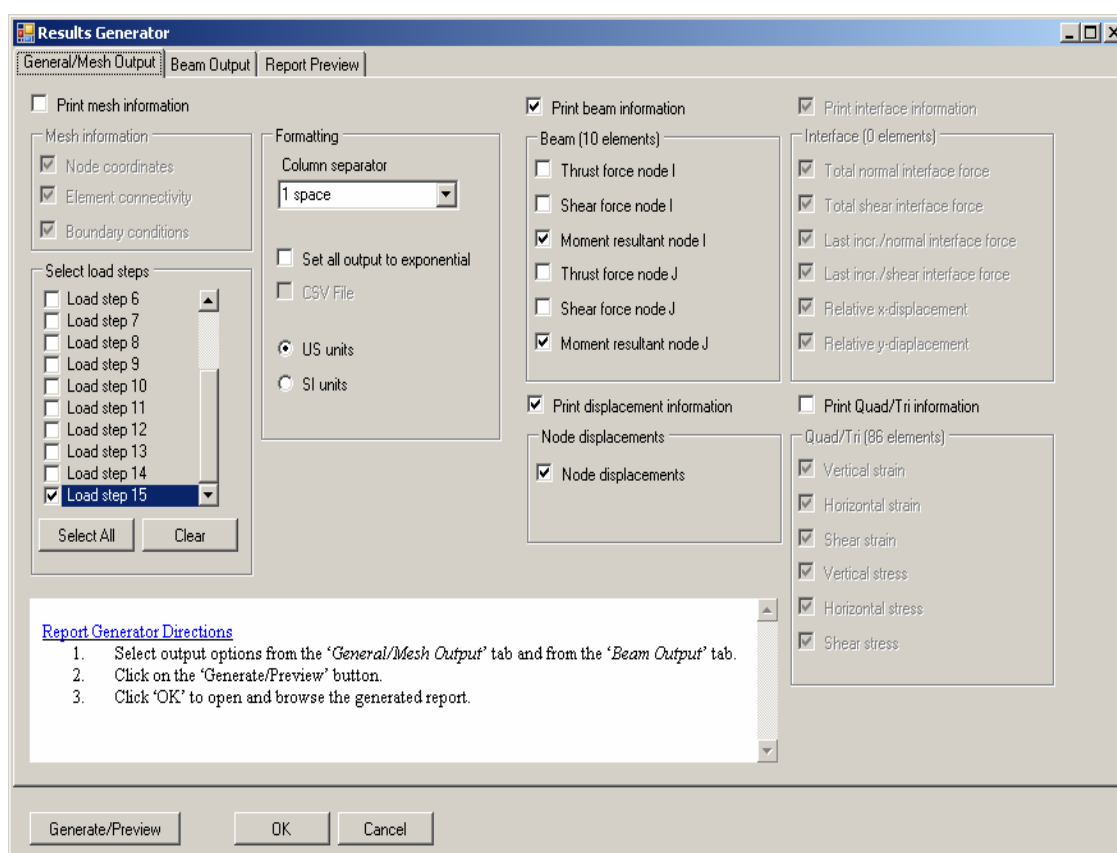 Results Generator
General/Mesh Output
Beam Output
Report Preview
Print mesh information
Mesh information
Node coordinates
Element connectivity
Boundary conditions
Select load steps
Load step 6
Load step 7
Load step 8
Load step 9
Load step 10
Load step 11
Load step 12
Load step 13
Load step 14
Load step 15
Select All
Clear
Formatting
Column separator
1 space
Set all output to exponential
CSV File
US units
SI units
Print beam information
Beam (10 elements)
Thrust force node I
Shear force node I
Moment resultant node I
Thrust force node J
Shear force node J
Moment resultant node J
Print displacement information
Node displacements
Node displacements
Print interface information
Interface (0 elements)
Total normal interface force
Total shear interface force
Last incr./normal interface force
Last incr./shear interface force
Relative x-displacement
Relative y-diaplacement
Print Quad/Tri information
Quad/Tri (86 elements)
Vertical strain
Horizontal strain
Shear strain
Vertical stress
Horizontal stress
Shear stress
Report Generator Directions
1. Select output options from the ‘General/Mesh Output’ tab and from the ‘Beam Output’ tab.
2. Click on the ‘Generate/Preview’ button.
3. Click ‘OK’ to open and browse the generated report.
Generate/Preview
OK
Cancel